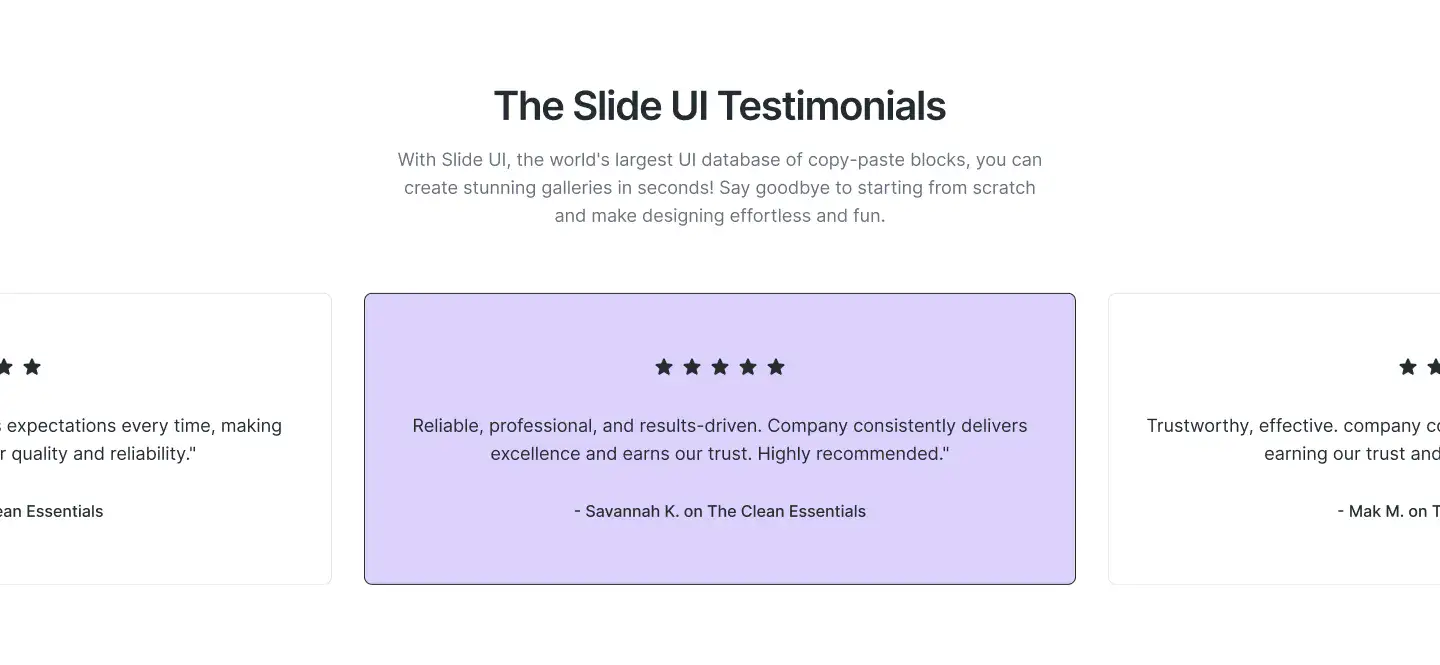 The Slide UI Testimonials
With Slide UI, the world's largest UI database of copy-paste blocks, you can
create stunning galleries in seconds! Say goodbye to starting from scratch
and make designing effortless and fun.
expectations every time, making
quality and reliability."
Essentials
Reliable, professional, and results-driven. Company consistently delivers
excellence and earns our trust. Highly recommended."
- Savannah K. on The Clean Essentials
Trustworthy, effective. company
earning our trust and
- Mak M. on